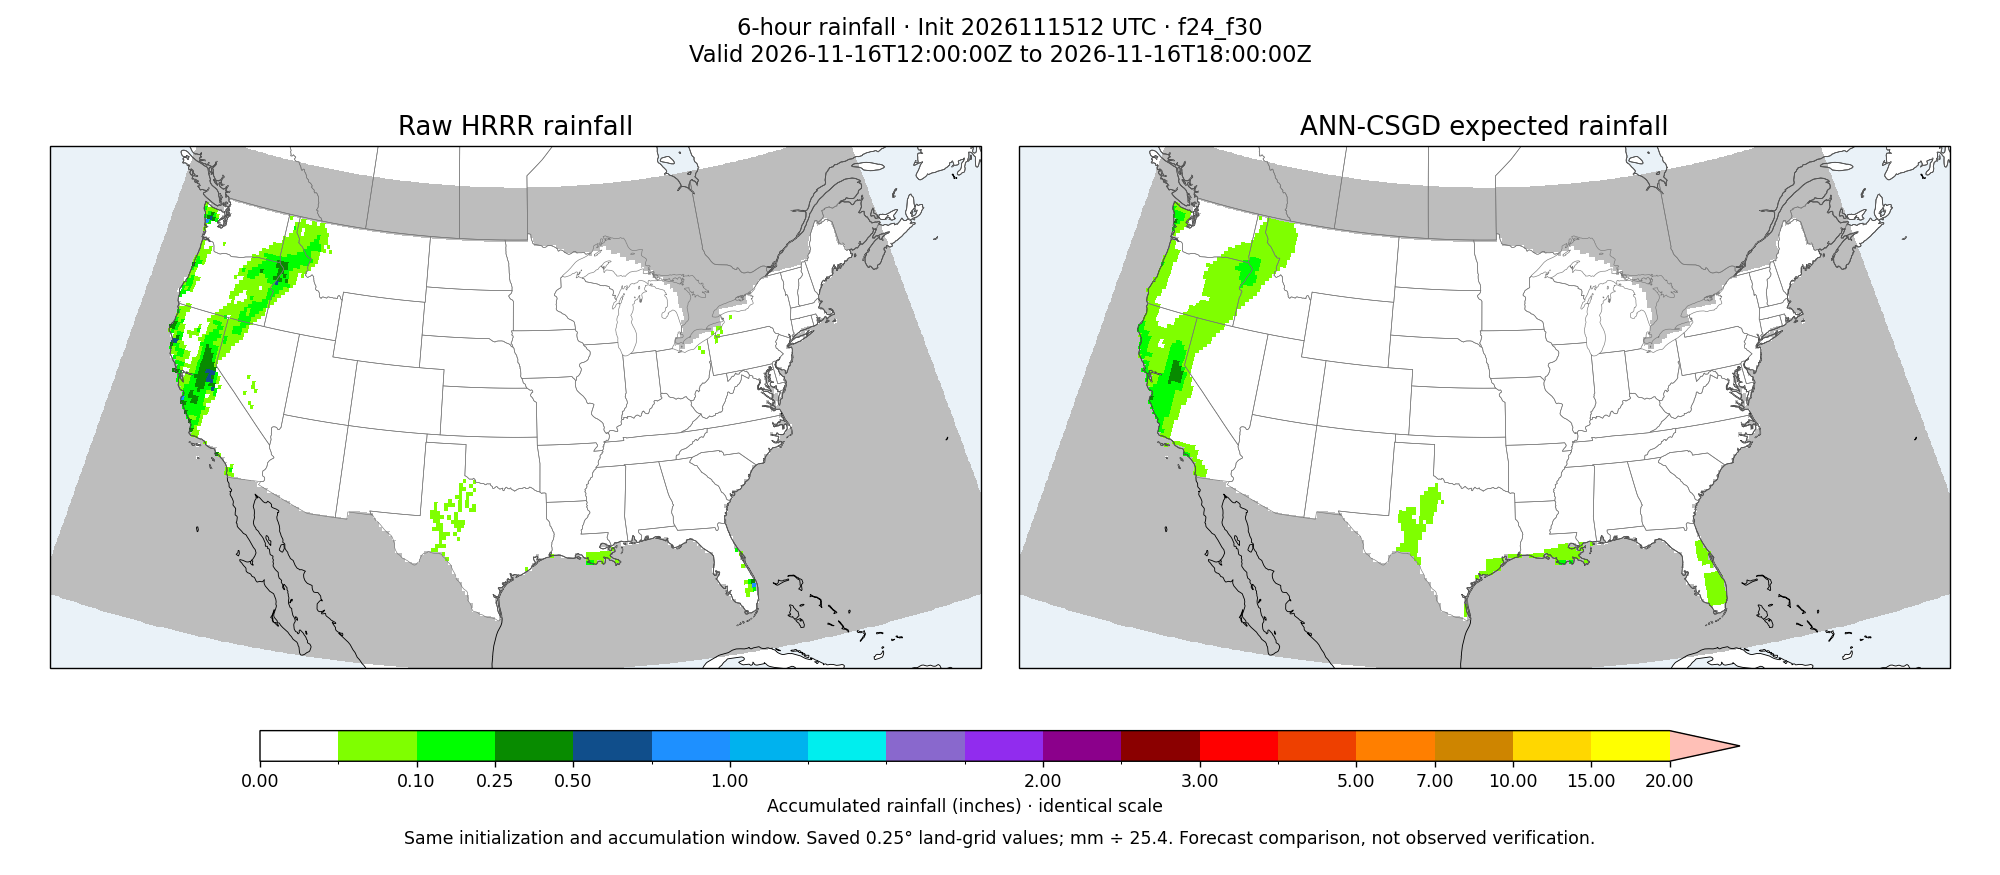 6-hour rainfall · Init 2026111512 UTC · f24_f30
Valid 2026-11-16T12:00:00Z to 2026-11-16T18:00:00Z
Raw HRRR rainfall
ANN-CSGD expected rainfall
0.00 0.10 0.25 0.50 1.00 2.00 3.00 5.00 7.00 10.00 15.00 20.00
Accumulated rainfall (inches) · identical scale
Same initialization and accumulation window. Saved 0.25° land-grid values; mm ÷ 25.4. Forecast comparison, not observed verification.